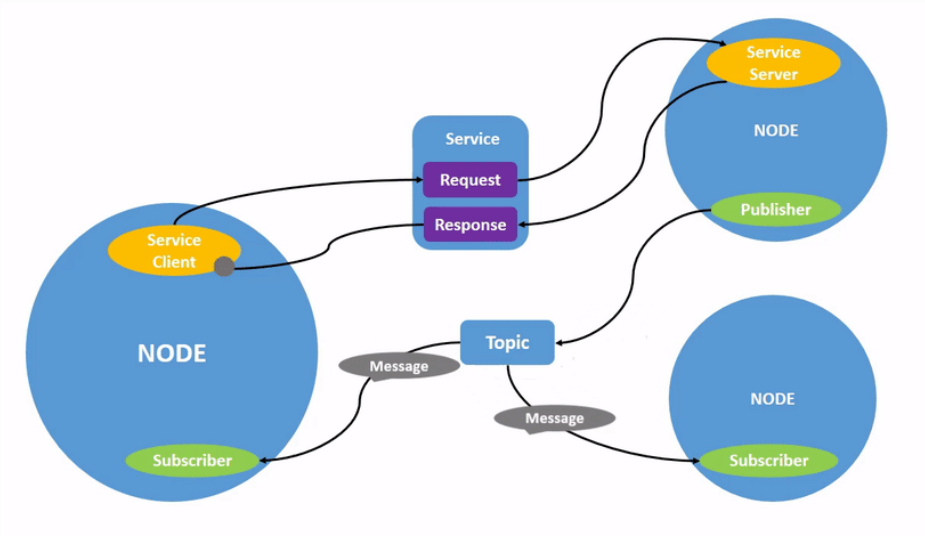 Service
Server
NODE
Publisher
Service
Request
Response
Service
Client
NODE
Subscriber
Topic
Message
Message
NODE
Subscriber